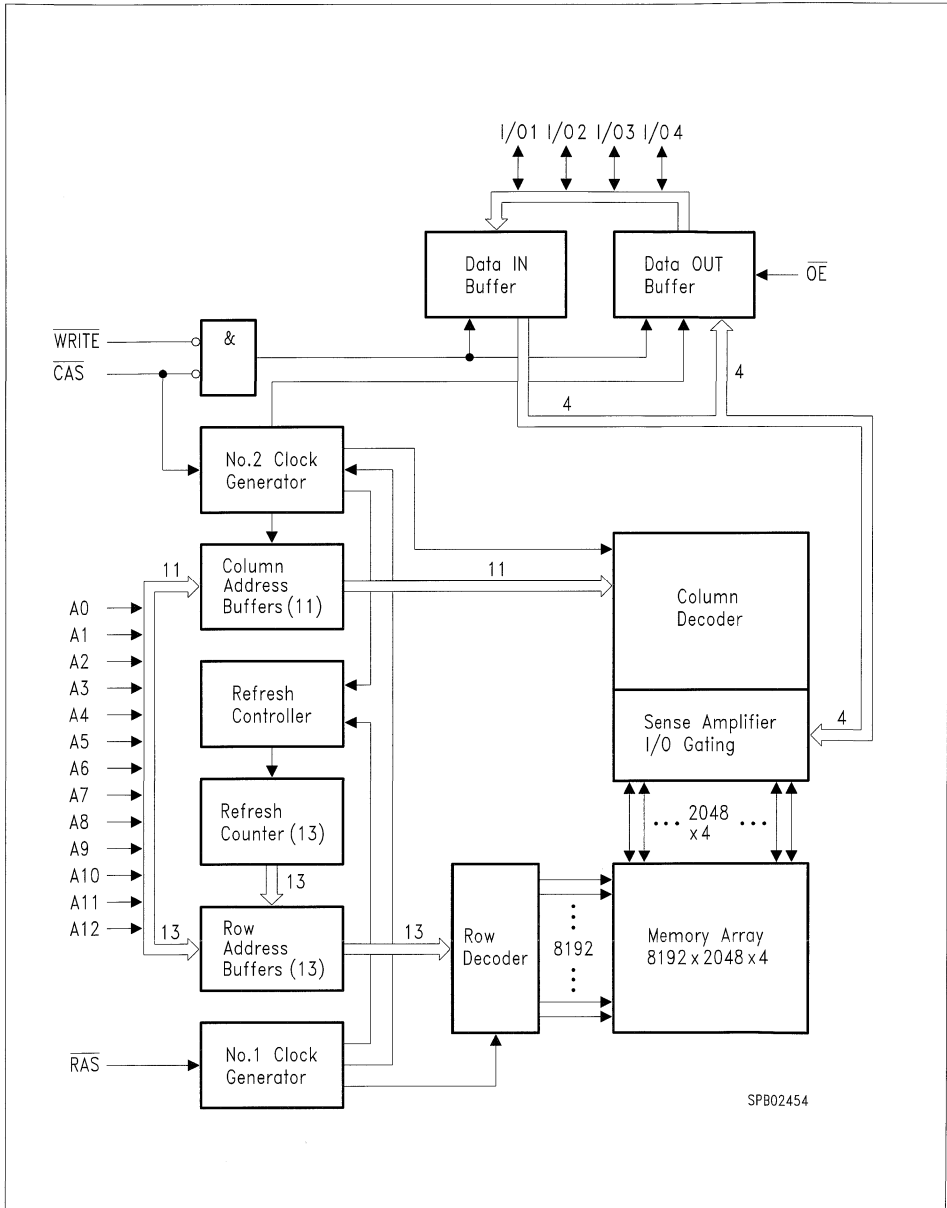 I/O1 I/O2 I/O3 I/O4
Data IN
Buffer
Data OUT
Buffer
OE
WRITE
&
CAS
4
4
No.2 Clock
Generator
11
Column
Address
Buffers (11)
11
Column
Decoder
A0
A1
A2
A3
A4
A5
A6
A7
A8
A9
A10
A11
A12
Refresh
Controller
Sense Amplifier
I/O Gating
4
Refresh
Counter (13)
... 2048 ...
x4
13
13
Row
Address
Buffers (13)
13
Row
Decoder
8192
Memory Array
8192x2048x4
RAS
No.1 Clock
Generator
SPB02454